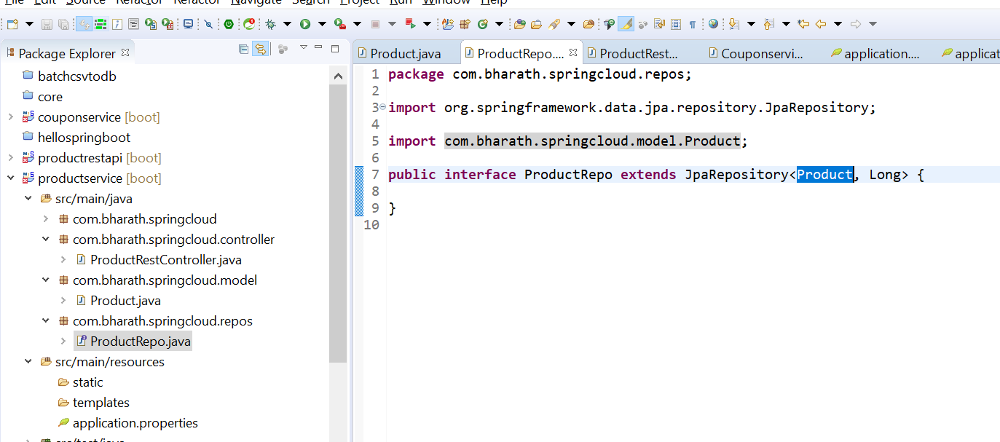 File Edit Source Refactor Refactor Navigate Search Project Run Window Help
Package Explorer
batchcsvtodb
core
couponservice [boot]
hellospringboot
productrestapi [boot]
productservice [boot]
src/main/java
com.bharath.springcloud
com.bharath.springcloud.controller
ProductRestController.java
com.bharath.springcloud.model
Product.java
com.bharath.springcloud.repos
ProductRepo.java
src/main/resources
static
templates
application.properties
src/test/java
Product.java ProductRepo.... ProductRest... Couponservi... application.... applicat
1 package com.bharath.springcloud.repos;
2
3 import org.springframework.data.jpa.repository.JpaRepository;
4
5 import com.bharath.springcloud.model.Product;
6
7 public interface ProductRepo extends JpaRepository<Product, Long> {
8
9 }
10